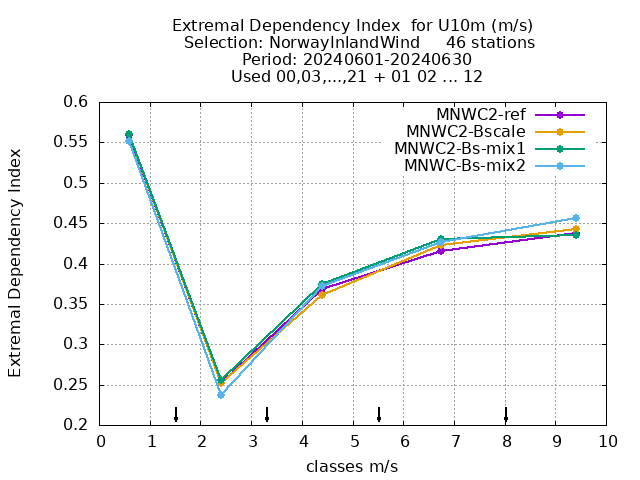 Extremal Dependency Index  for U10m (m/s)
Selection: NorwayInlandWind     46 stations
Period: 20240601-20240630
Used 00,03,...,21 + 01 02 ... 12
MNWC2-ref
MNWC2-Bscale
MNWC2-Bs-mix1
MNWC-Bs-mix2
Extremal Dependency Index
0.6
0.55
0.5
0.45
0.4
0.35
0.3
0.25
0.2
0 1 2 3 4 5 6 7 8 9 10
classes m/s